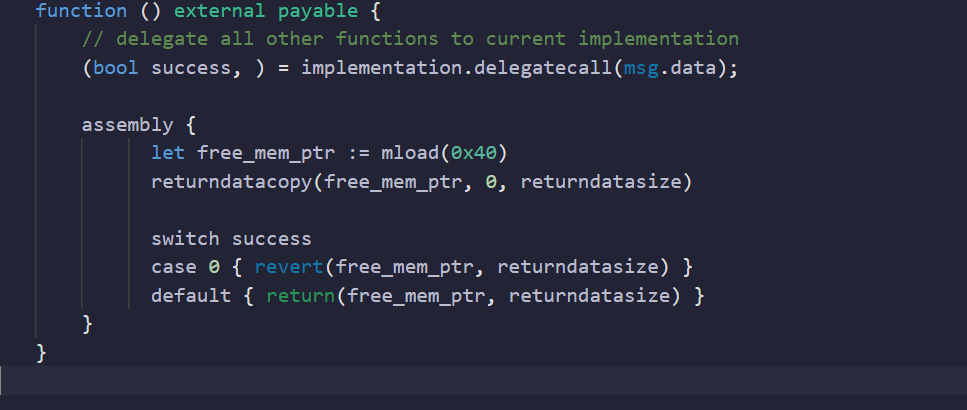 function () external payable {
// delegate all other functions to current implementation
(bool success, ) = implementation.delegatecall(msg.data);
assembly {
let free_mem_ptr := mload(0x40)
returndatacopy(free_mem_ptr, 0, returndatasize)
switch success
case 0 { revert(free_mem_ptr, returndatasize) }
default { return(free_mem_ptr, returndatasize) }
}
}